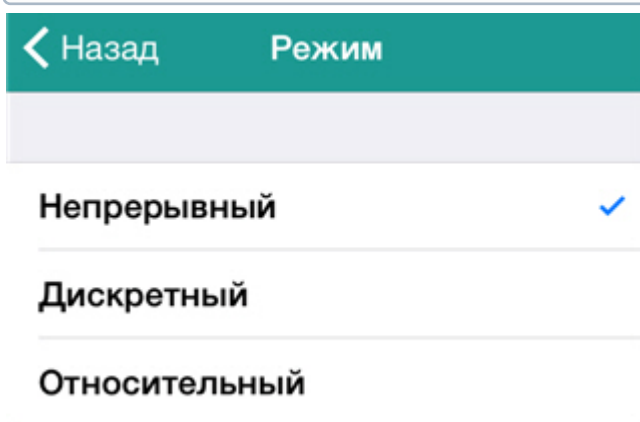 Назад Режим
Непрерывный
Дискретный
Относительный